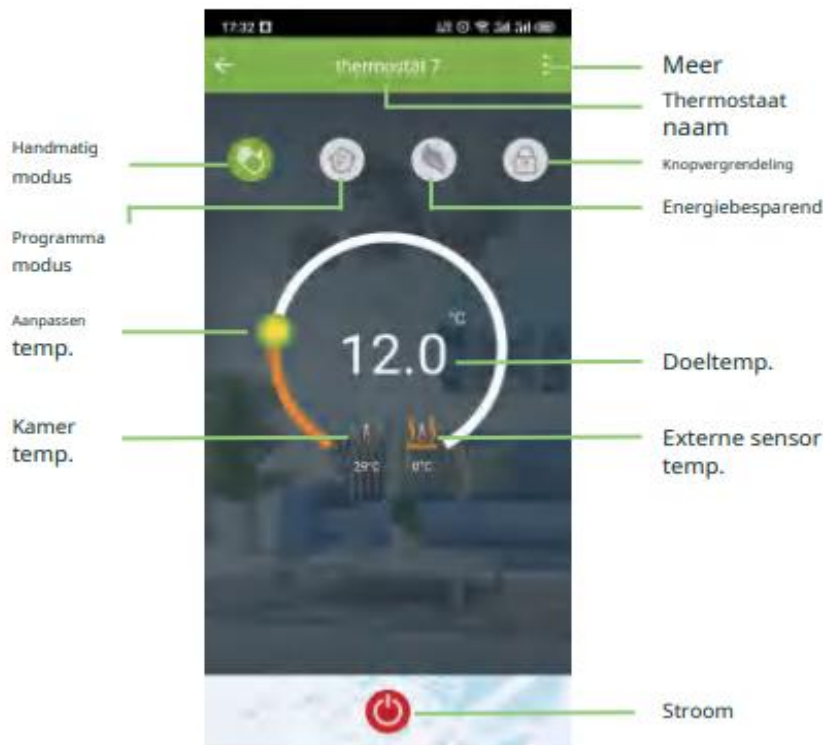 17:32
thermostat 7
Meer
Thermostaat
naam
Handmatig
modus
Knopvergrendeling
Energiebesparend
Programma
modus
Aanpassen
temp.
°C
12.0
Doeltemp.
Kamer
temp.
29°C
0°C
Externe sensor
temp.
Stroom